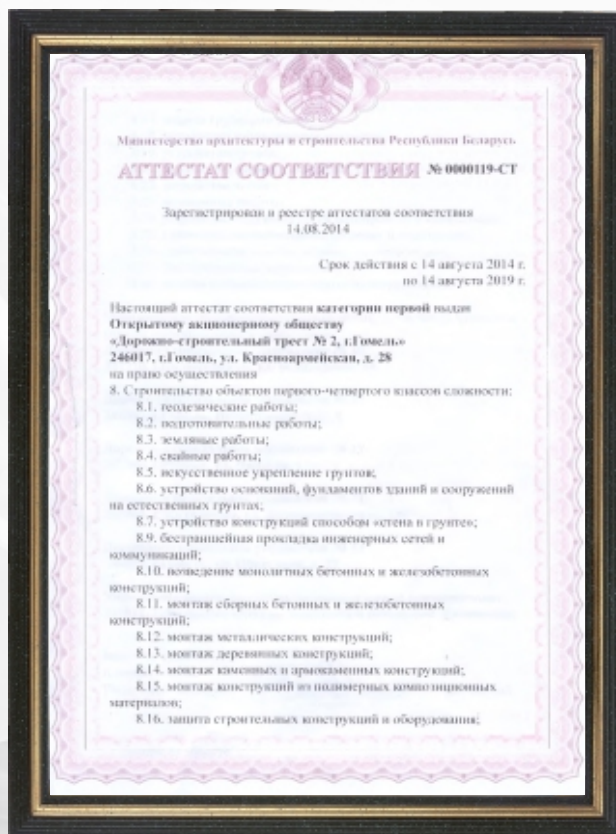 Министерство архитектуры и строительства Республики Беларусь
АТТЕСТАТ СООТВЕТСТВИЯ № 0000119-СТ
Зарегистрирован в реестре аттестатов соответствия
14.08.2014
Срок действия с 14 августа 2014 г.
по 14 августа 2019 г.
Настоящий аттестат соответствия категории первой выдан
Открытому акционерному обществу
«Дорожно-строительный трест № 2, г.Гомель»
246017, г.Гомель, ул. Красноармейская, д. 28
на право осуществления
8. Строительство объектов первого-четвертого классов сложности:
8.1. геодезические работы;
8.2. подготовительные работы;
8.3. земляные работы;
8.4. свайные работы;
8.5. искусственное укрепление грунтов;
8.6. устройство оснований, фундаментов зданий и сооружений
на естественных грунтах;
8.7. устройство конструкций способом «стена в грунте»;
8.9. бестраншейная прокладка инженерных сетей и
коммуникаций;
8.10. возведение монолитных бетонных и железобетонных
конструкций;
8.11. монтаж сборных бетонных и железобетонных
конструкций;
8.12. монтаж металлических конструкций;
8.13. монтаж деревянных конструкций;
8.14. монтаж каменных и армокаменных конструкций;
8.15. монтаж конструкций из полимерных композиционных
материалов;
8.16. защита строительных конструкций и оборудования;